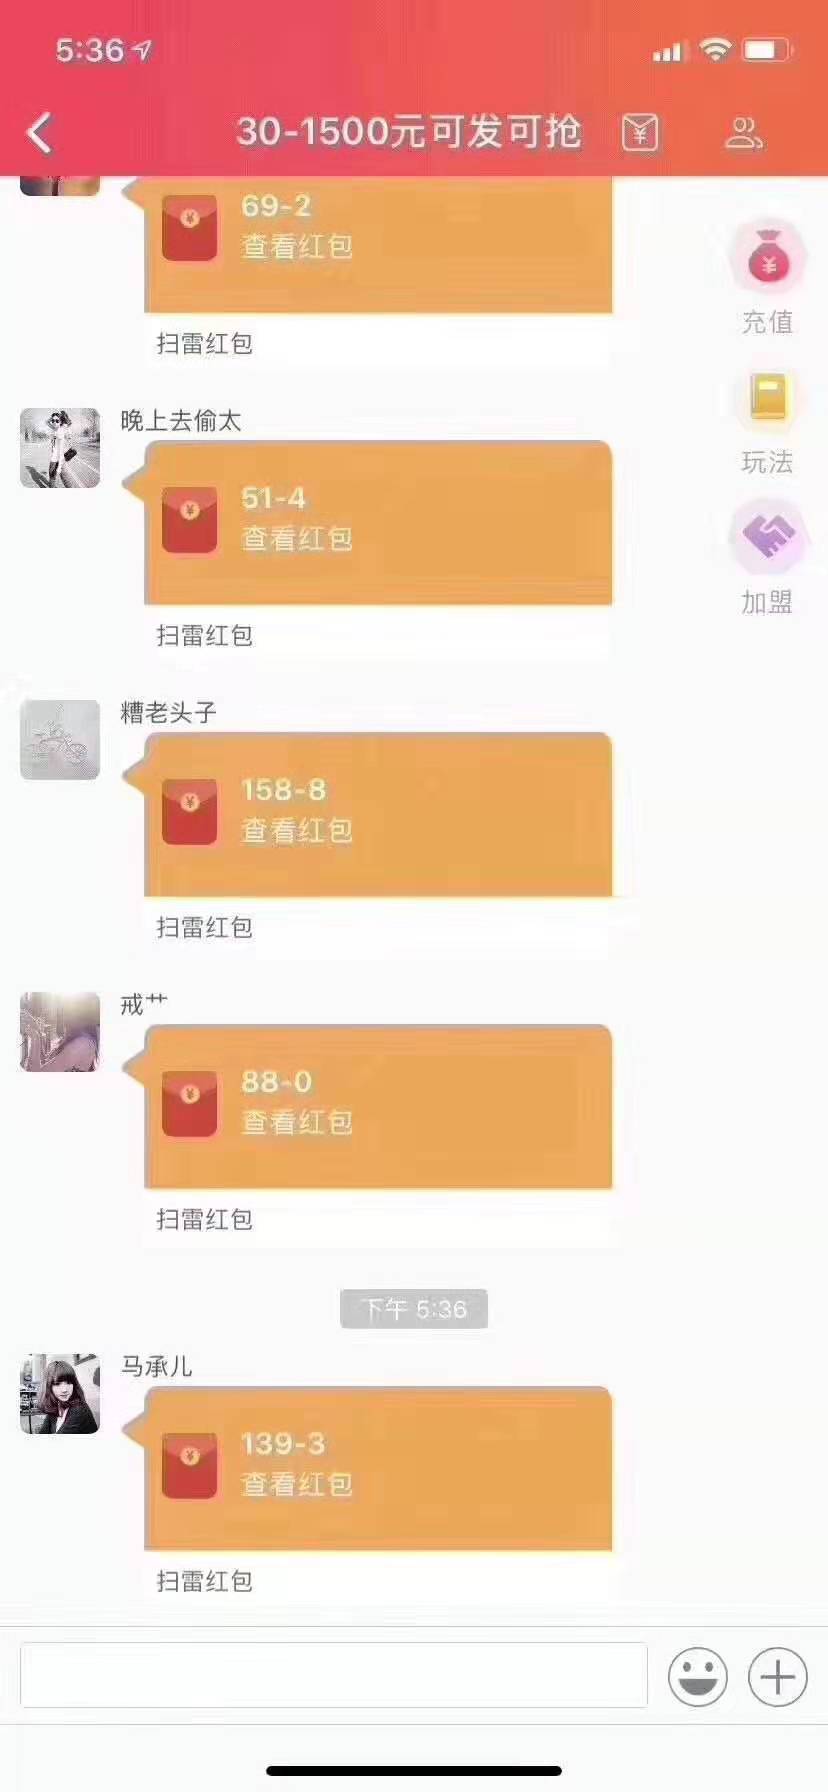 5:36
30-1500元可发可抢
69-2
查看红包
扫雷红包
充值
玩法
加盟
晚上去偷太
51-4
查看红包
扫雷红包
糟老头子
158-8
查看红包
扫雷红包
戒艹
88-0
查看红包
扫雷红包
下午 5:36
马承儿
139-3
查看红包
扫雷红包